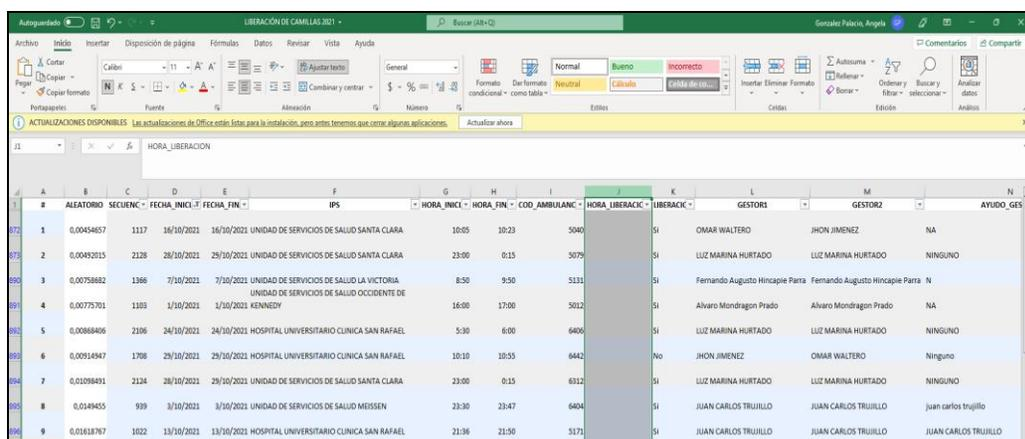 Autoguardado LIBERACIÓN DE CAMILLAS 2021 Buscar (Alt+Q) Gonzalez Palacio, Angela
Archivo Inicio Insertar Disposición de página Fórmulas Datos Revisar Vista Ayuda Comentarios Compartir
Cortar Calibri 11 Ajustar texto General Normal Bueno Incorrecto Autosuma
Pegar Copiar Rellenar
Copiar formato N K S Combinar y centrar $ % Formato condicional Dar formato como tabla Neutral Cálculo Celda de co... Insertar Eliminar Formato Borrar Ordenar y filtrar Buscar y seleccionar Analizar datos
Portapapeles Fuente Alineación Número Estilos Celdas Edición Análisis
ACTUALIZACIONES DISPONIBLES Las actualizaciones de Office están listas para la instalación, pero antes tenemos que cerrar algunas aplicaciones. Actualizar ahora
J1 fx HORA_LIBERACION
A B C D E F G H I J K L M N
1 # ALEATORIO SECUENC FECHA_INICI FECHA_FIN IPS HORA_INICI HORA_FIN COD_AMBULANC HORA_LIBERACIC LIBERACIC GESTOR1 GESTOR2 AYUDO_GES
872 1 0,00454657 1117 16/10/2021 16/10/2021 UNIDAD DE SERVICIOS DE SALUD SANTA CLARA 10:05 10:23 5040 Si OMAR WALTERO JHON JIMENEZ NA
873 2 0,00492015 2128 28/10/2021 29/10/2021 UNIDAD DE SERVICIOS DE SALUD SANTA CLARA 23:00 0:15 5079 Si LUZ MARINA HURTADO LUZ MARINA HURTADO NINGUNO
890 3 0,00758682 1366 7/10/2021 7/10/2021 UNIDAD DE SERVICIOS DE SALUD LA VICTORIA 8:50 9:50 5131 Si Fernando Augusto Hincapie Parra Fernando Augusto Hincapie Parra N
UNIDAD DE SERVICIOS DE SALUD OCCIDENTE DE
891 4 0,00775701 1103 1/10/2021 1/10/2021 KENNEDY 16:00 17:00 5012 Si Alvaro Mondragon Prado Alvaro Mondragon Prado NA
892 5 0,00868406 2106 24/10/2021 24/10/2021 HOSPITAL UNIVERSITARIO CLINICA SAN RAFAEL 5:30 6:00 6406 Si LUZ MARINA HURTADO LUZ MARINA HURTADO NINGUNO
893 6 0,00914947 1708 29/10/2021 29/10/2021 HOSPITAL UNIVERSITARIO CLINICA SAN RAFAEL 10:10 10:55 6442 No JHON JIMENEZ OMAR WALTERO Ninguno
894 7 0,01098491 2124 28/10/2021 29/10/2021 UNIDAD DE SERVICIOS DE SALUD SANTA CLARA 23:00 0:15 6312 Si LUZ MARINA HURTADO LUZ MARINA HURTADO NINGUNO
895 8 0,0149455 939 3/10/2021 3/10/2021 UNIDAD DE SERVICIOS DE SALUD MEISSEN 23:30 23:47 6404 Si JUAN CARLOS TRUJILLO JUAN CARLOS TRUJILLO juan carlos trujillo
896 9 0,01618767 1022 13/10/2021 13/10/2021 HOSPITAL UNIVERSITARIO CLINICA SAN RAFAEL 21:36 21:50 5171 Si JUAN CARLOS TRUJILLO JUAN CARLOS TRUJILLO JUAN CARLOS TRUJILLO